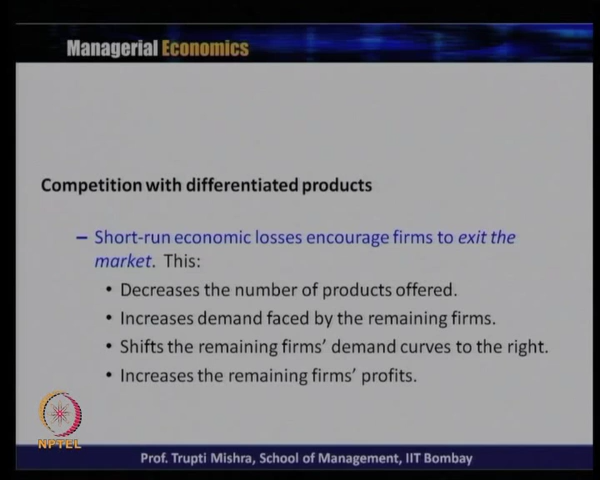 Managerial Economics
Competition with differentiated products
– Short-run economic losses encourage firms to exit the
market. This:
• Decreases the number of products offered.
• Increases demand faced by the remaining firms.
• Shifts the remaining firms' demand curves to the right.
• Increases the remaining firms' profits.
NPTEL
Prof. Trupti Mishra, School of Management, IIT Bombay